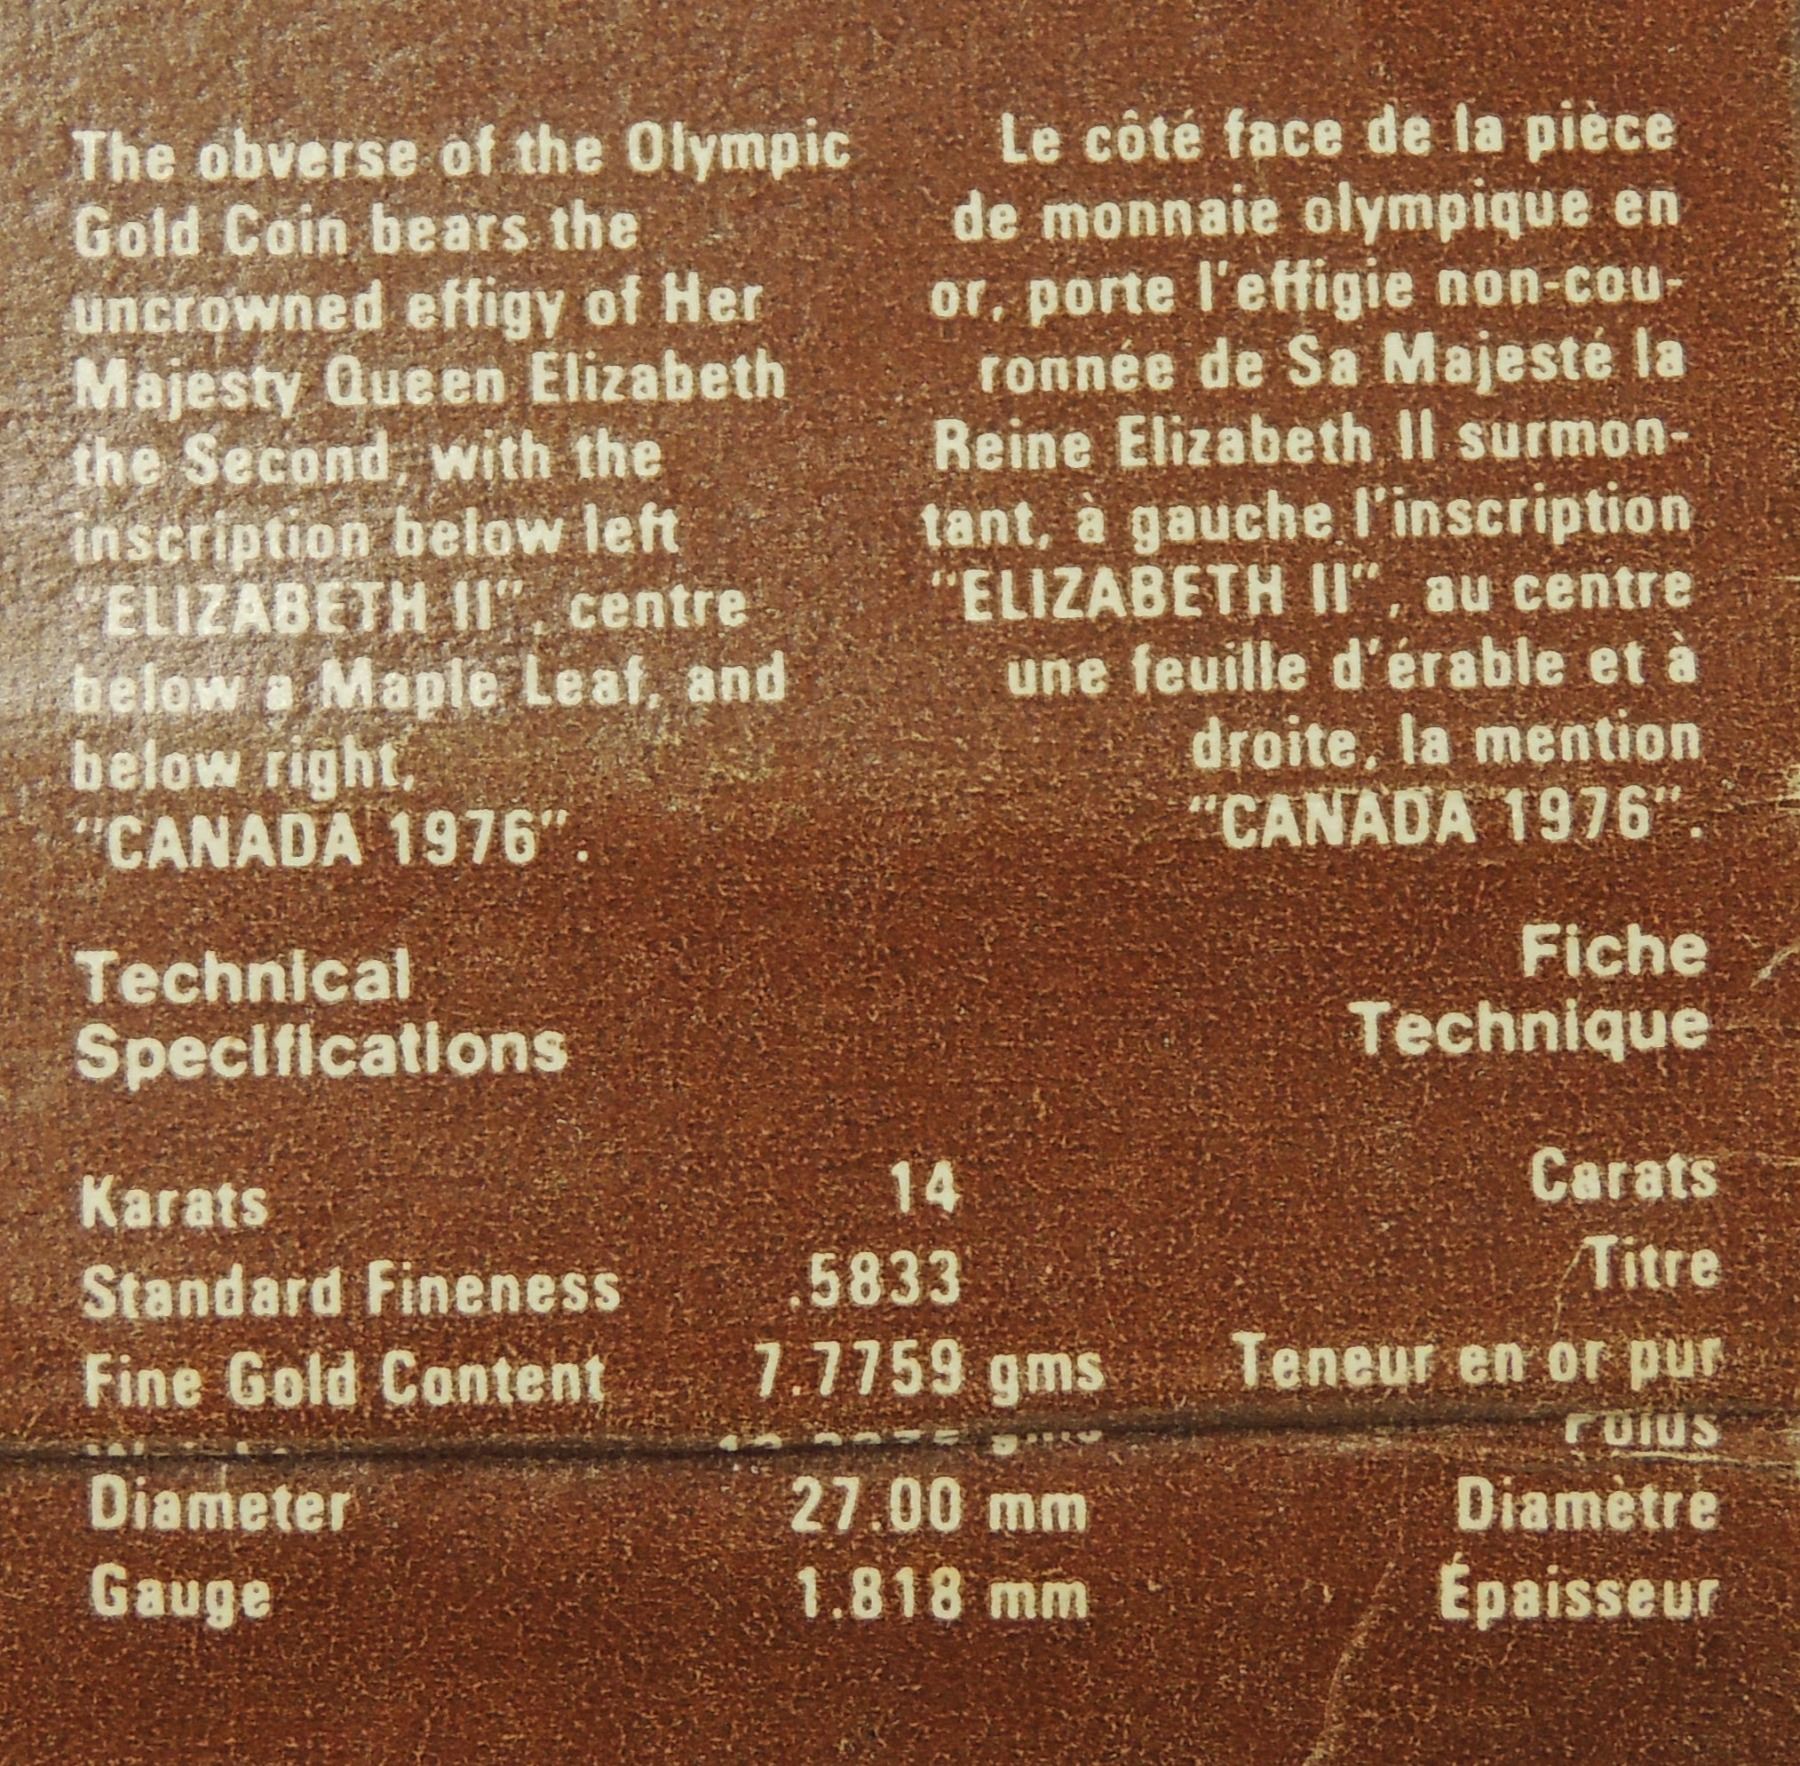 The obverse of the Olympic
Gold Coin bears the
uncrowned effigy of Her
Majesty Queen Elizabeth
the Second, with the
inscription below left
"ELIZABETH II", centre
below a Maple Leaf, and
below right,
"CANADA 1976".
Le côté face de la pièce
de monnaie olympique en
or, porte l'effigie non-cou-
ronnée de Sa Majesté la
Reine Elizabeth II surmon-
tant, à gauche l'inscription
"ELIZABETH II", au centre
une feuille d'érable et à
droite, la mention
"CANADA 1976".
Technical
Specifications
Fiche
Technique
Karats 14 Carats
Standard Fineness .5833 Titre
Fine Gold Content 7.7759 gms Teneur en or pur
gms Poids
Diameter 27.00 mm Diamètre
Gauge 1.818 mm Épaisseur